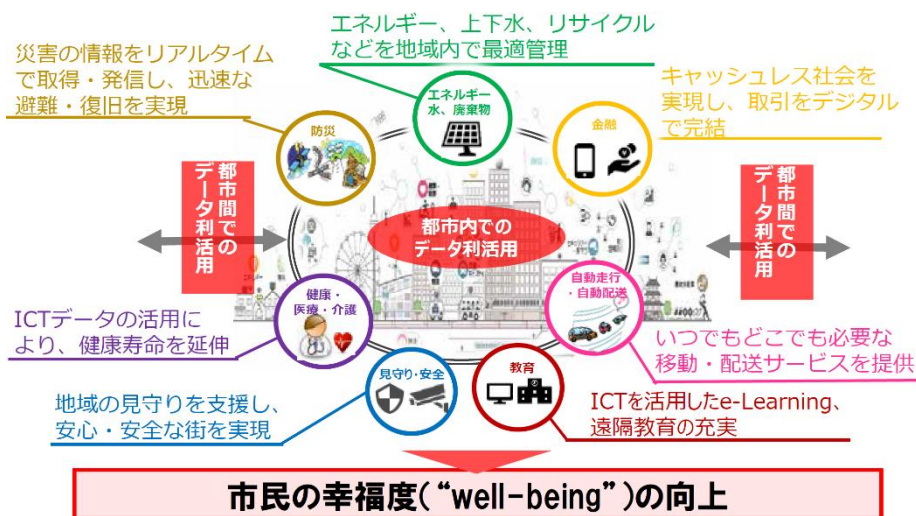 災害の情報をリアルタイム
で取得・発信し、迅速な
避難・復旧を実現
エネルギー、上下水、リサイクル
などを地域内で最適管理
キャッシュレス社会を
実現し、取引をデジタル
で完結
防災
エネルギー
水、廃棄物
金融
都市間での
データ利活用
都市内での
データ利活用
都市間での
データ利活用
健康・
医療・介護
自動走行
・自動配送
ICTデータの活用に
より、健康寿命を延伸
いつでもどこでも必要な
移動・配送サービスを提供
見守り・安全
教育
地域の見守りを支援し、
安心・安全な街を実現
ICTを活用したe-Learning、
遠隔教育の充実
市民の幸福度(“well-being”)の向上